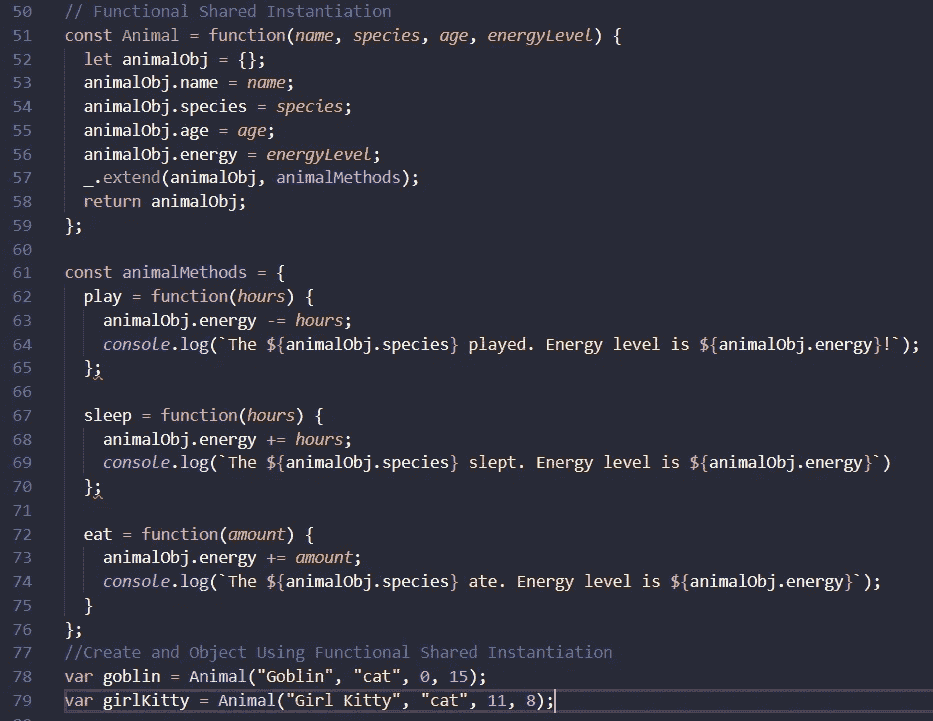 50 // Functional Shared Instantiation
51 const Animal = function(name, species, age, energyLevel) {
52 let animalObj = {};
53 animalObj.name = name;
54 animalObj.species = species;
55 animalObj.age = age;
56 animalObj.energy = energyLevel;
57 _.extend(animalObj, animalMethods);
58 return animalObj;
59 };
60
61 const animalMethods = {
62 play = function(hours) {
63 animalObj.energy -= hours;
64 console.log(`The ${animalObj.species} played. Energy level is ${animalObj.energy}!`);
65 };
66
67 sleep = function(hours) {
68 animalObj.energy += hours;
69 console.log(`The ${animalObj.species} slept. Energy level is ${animalObj.energy}`)
70 };
71
72 eat = function(amount) {
73 animalObj.energy += amount;
74 console.log(`The ${animalObj.species} ate. Energy level is ${animalObj.energy}`);
75 }
76 };
77 //Create and Object Using Functional Shared Instantiation
78 var goblin = Animal("Goblin", "cat", 0, 15);
79 var girlKitty = Animal("Girl Kitty", "cat", 11, 8);